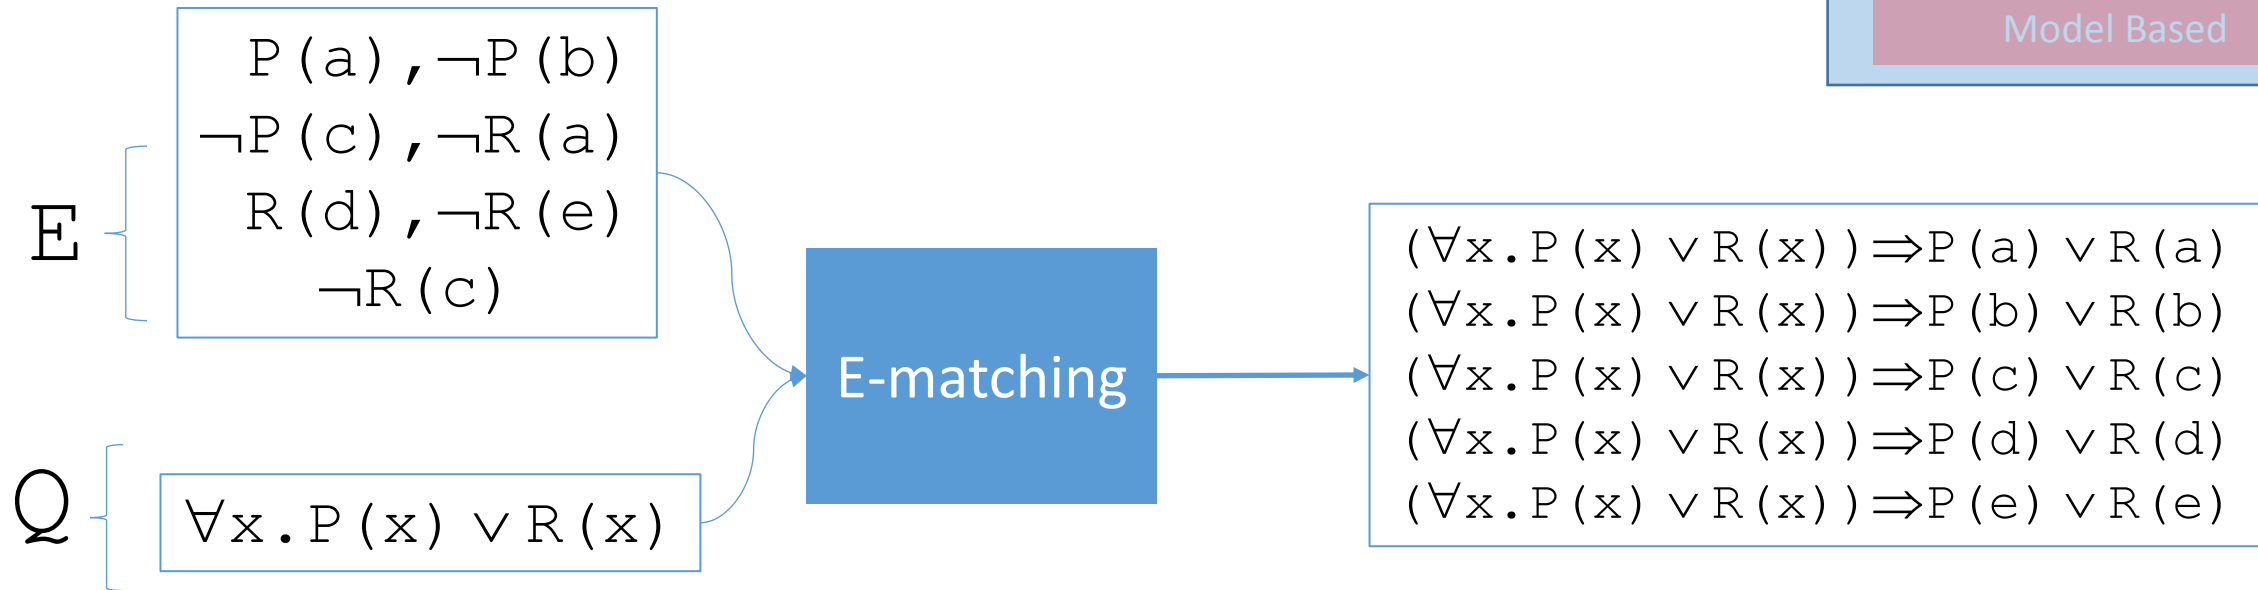 Model Based
P(a),¬P(b)
¬P(c),¬R(a)
R(d),¬R(e)
¬R(c)
E
E-matching
Q
∀x.P(x)∨R(x)
(∀x.P(x)∨R(x))⇒P(a)∨R(a)
(∀x.P(x)∨R(x))⇒P(b)∨R(b)
(∀x.P(x)∨R(x))⇒P(c)∨R(c)
(∀x.P(x)∨R(x))⇒P(d)∨R(d)
(∀x.P(x)∨R(x))⇒P(e)∨R(e)